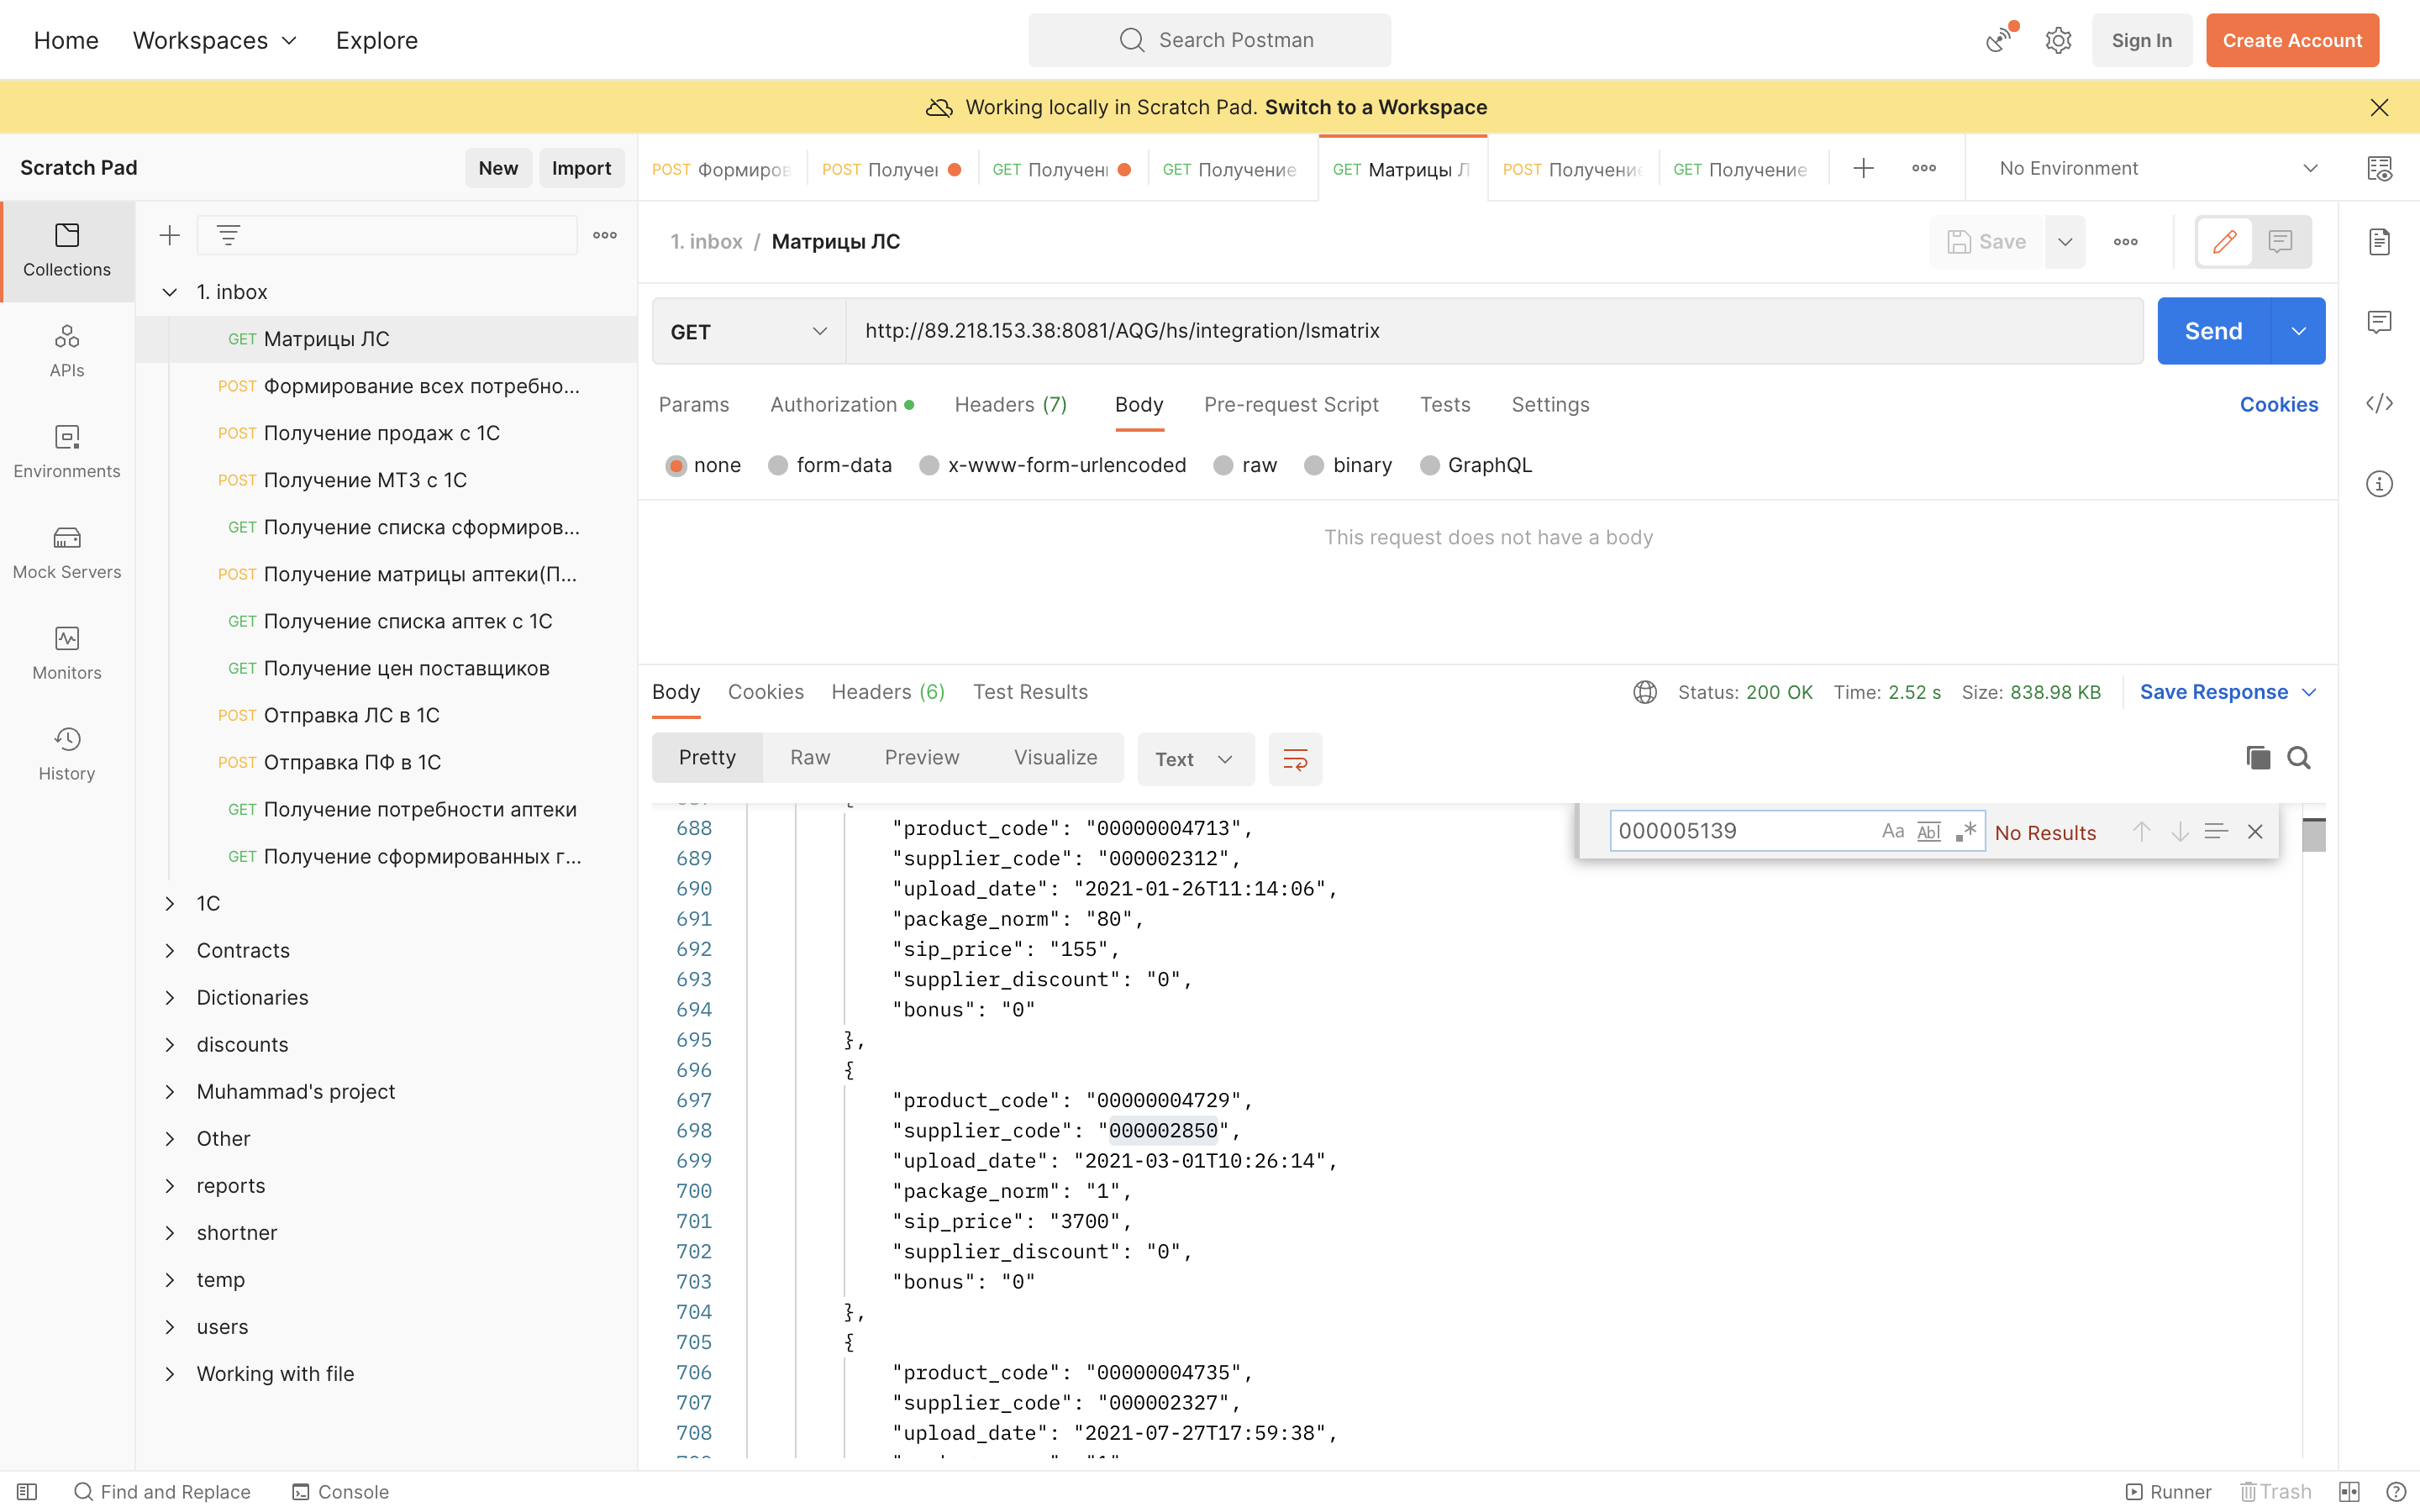 Home Workspaces Explore Search Postman Sign In Create Account
Working locally in Scratch Pad. Switch to a Workspace
Scratch Pad New Import
POST Формиров POST Получен GET Получені GET Получение GET Матрицы Л POST Получение GET Получение No Environment
Collections
APIs
Environments
Mock Servers
Monitors
History
1. inbox
GET Матрицы ЛС
POST Формирование всех потребно...
POST Получение продаж с 1С
POST Получение МТЗ с 1С
GET Получение списка сформиров...
POST Получение матрицы аптеки(П...
GET Получение списка аптек с 1С
GET Получение цен поставщиков
POST Отправка ЛС в 1С
POST Отправка ПФ в 1С
GET Получение потребности аптеки
GET Получение сформированных г...
1C
Contracts
Dictionaries
discounts
Muhammad's project
Other
reports
shortner
temp
users
Working with file
1. inbox / Матрицы ЛС Save
GET http://89.218.153.38:8081/AQG/hs/integration/lsmatrix Send
Params Authorization Headers (7) Body Pre-request Script Tests Settings Cookies
none form-data x-www-form-urlencoded raw binary GraphQL
This request does not have a body
Body Cookies Headers (6) Test Results Status: 200 OK Time: 2.52 s Size: 838.98 KB Save Response
Pretty Raw Preview Visualize Text
000005139 Aa Abl .* No Results
688 "product_code": "00000004713",
689 "supplier_code": "000002312",
690 "upload_date": "2021-01-26T11:14:06",
691 "package_norm": "80",
692 "sip_price": "155",
693 "supplier_discount": "0",
694 "bonus": "0"
695 },
696 {
697 "product_code": "00000004729",
698 "supplier_code": "000002850",
699 "upload_date": "2021-03-01T10:26:14",
700 "package_norm": "1",
701 "sip_price": "3700",
702 "supplier_discount": "0",
703 "bonus": "0"
704 },
705 {
706 "product_code": "00000004735",
707 "supplier_code": "000002327",
708 "upload_date": "2021-07-27T17:59:38",
Find and Replace Console Runner Trash